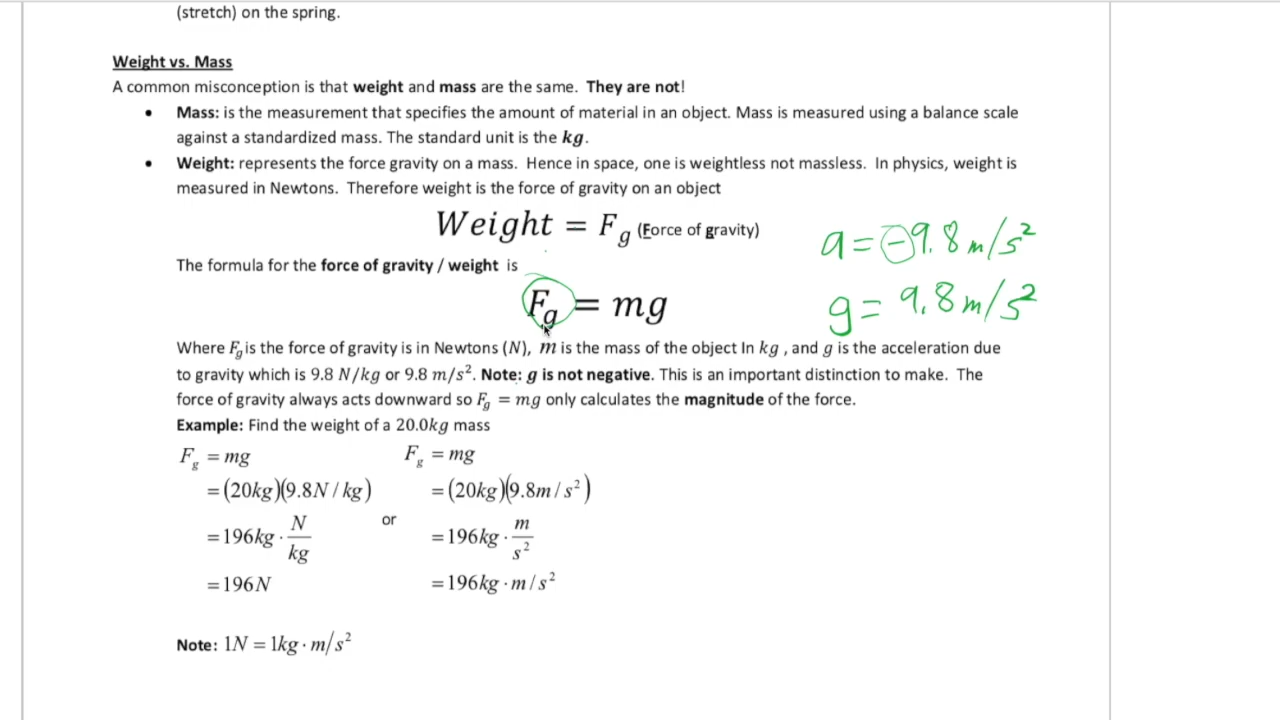 (stretch) on the spring.
Weight vs. Mass
A common misconception is that weight and mass are the same. They are not!
• Mass: is the measurement that specifies the amount of material in an object. Mass is measured using a balance scale
against a standardized mass. The standard unit is the kg.
• Weight: represents the force gravity on a mass. Hence in space, one is weightless not massless. In physics, weight is
measured in Newtons. Therefore weight is the force of gravity on an object
Weight = F_g (Force of gravity)
a = -9.8 m/s²
The formula for the force of gravity / weight is
F_g = mg
g = 9.8 m/s²
Where F_g is the force of gravity is in Newtons (N), m is the mass of the object In kg , and g is the acceleration due
to gravity which is 9.8 N/kg or 9.8 m/s². Note: g is not negative. This is an important distinction to make. The
force of gravity always acts downward so F_g = mg only calculates the magnitude of the force.
Example: Find the weight of a 20.0kg mass
F_g = mg
= (20kg)(9.8N / kg)
= 196kg · N/kg
= 196N
or
F_g = mg
= (20kg)(9.8m / s²)
= 196kg · m/s²
= 196kg · m / s²
Note: 1N = 1kg · m/s²